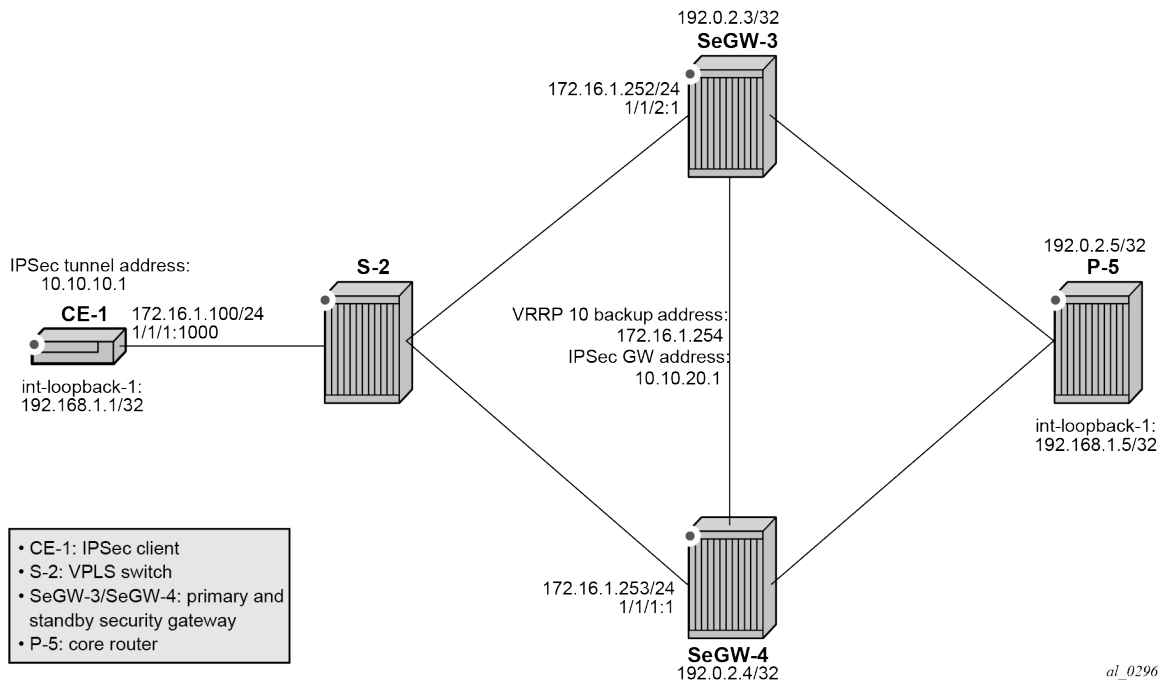 192.0.2.3/32
SeGW-3
172.16.1.252/24
1/1/2:1
IPSec tunnel address:
10.10.10.1
CE-1
172.16.1.100/24
1/1/1:1000
int-loopback-1:
192.168.1.1/32
S-2
VRRP 10 backup address:
172.16.1.254
IPSec GW address:
10.10.20.1
192.0.2.5/32
P-5
int-loopback-1:
192.168.1.5/32
172.16.1.253/24
1/1/1:1
SeGW-4
192.0.2.4/32
• CE-1: IPSec client
• S-2: VPLS switch
• SeGW-3/SeGW-4: primary and
standby security gateway
• P-5: core router
al_0296